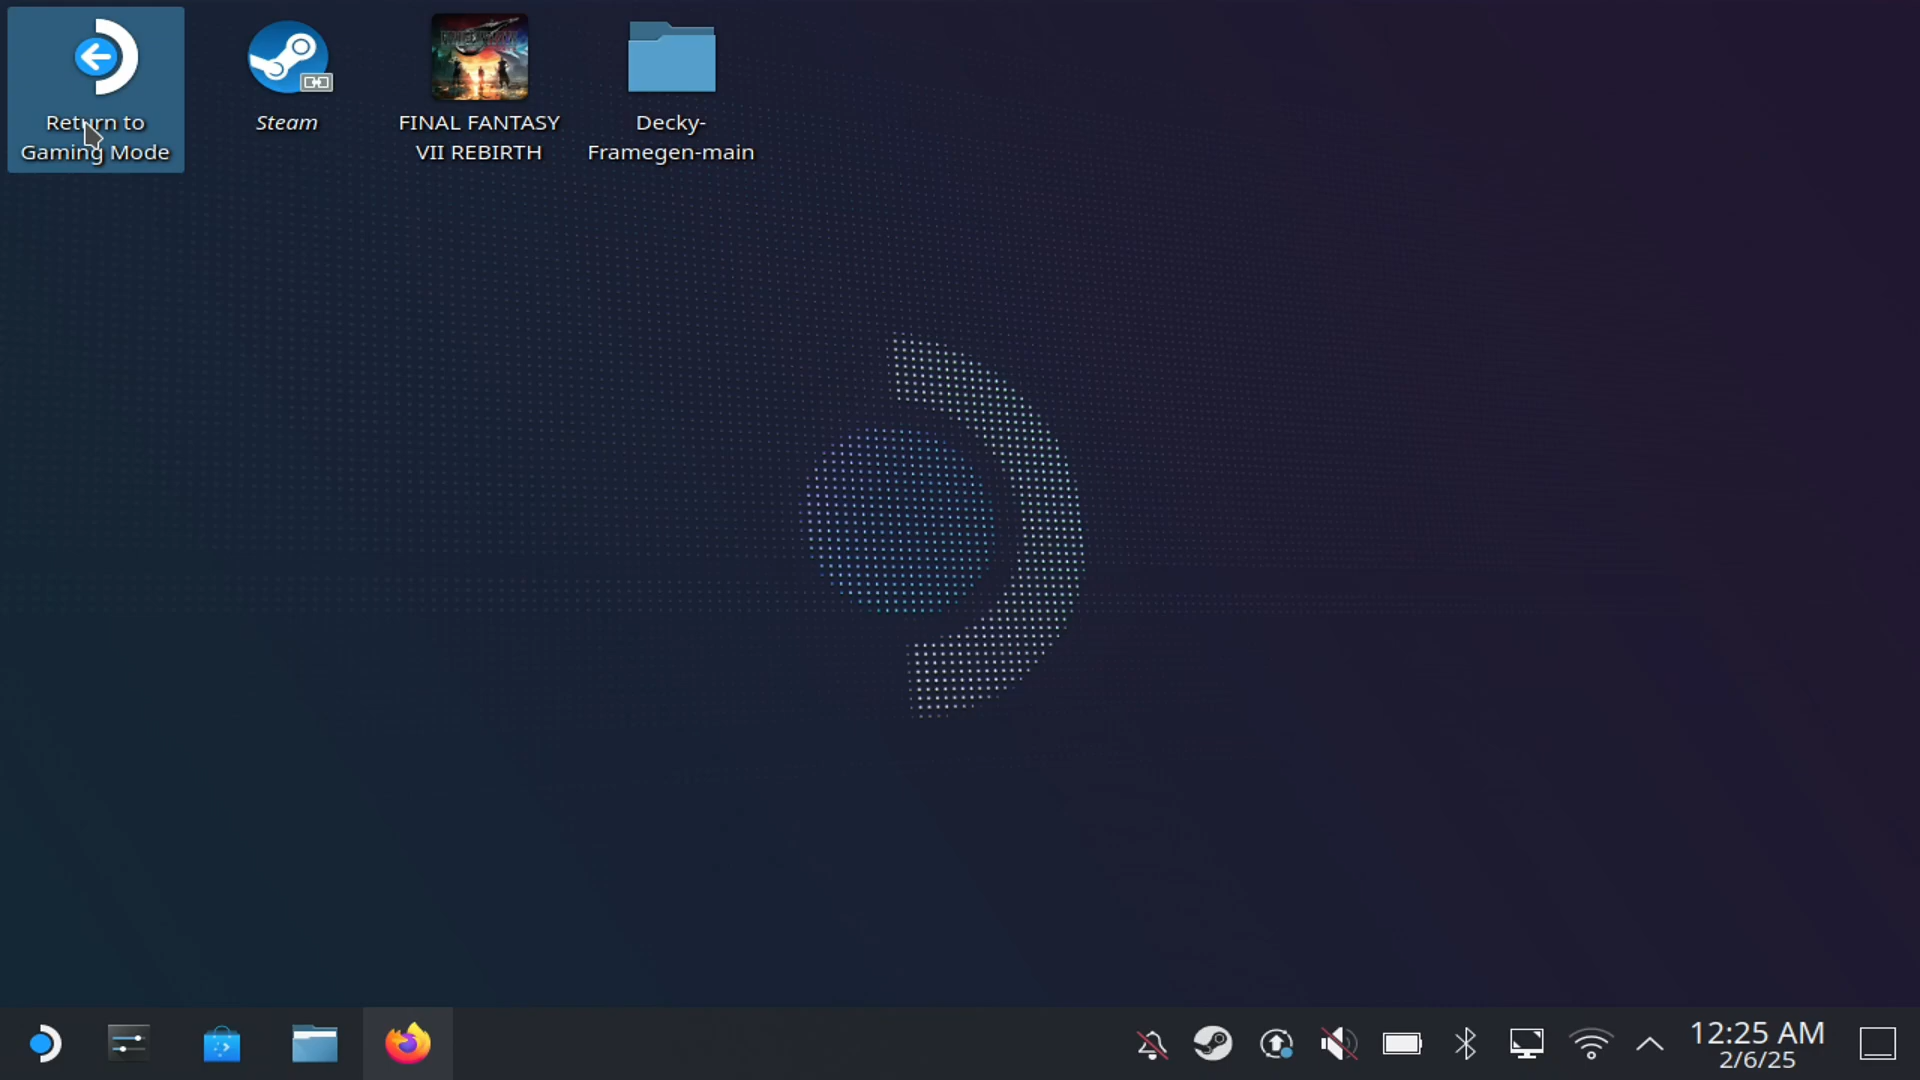 Return to
Gaming Mode
Steam
FINAL FANTASY
VII REBIRTH
Decky-
Framegen-main
12:25 AM
2/6/25